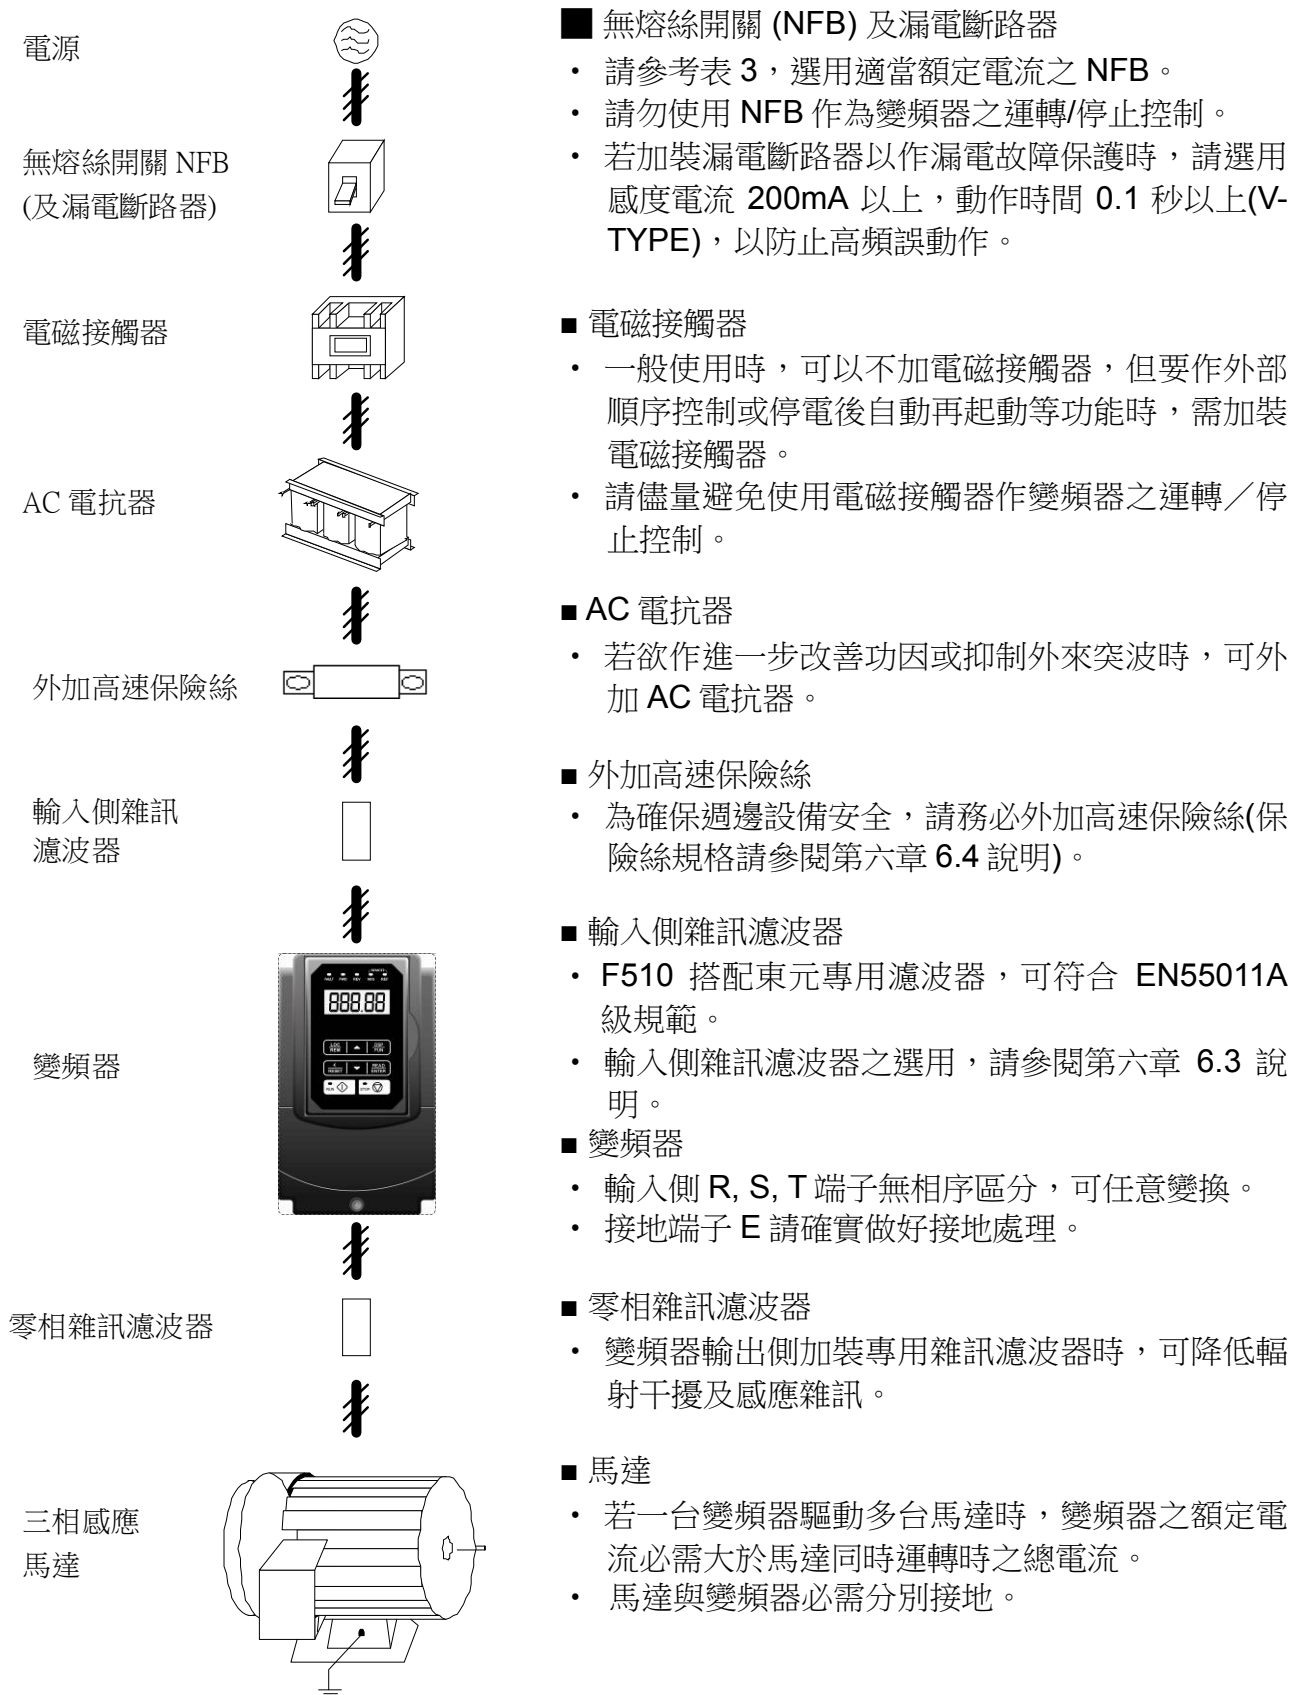 電源
無熔絲開關 NFB
(及漏電斷路器)
電磁接觸器
AC 電抗器
外加高速保險絲
輸入側雜訊
濾波器
變頻器
零相雜訊濾波器
三相感應
馬達
888.88
■ 無熔絲開關 (NFB) 及漏電斷路器
• 請參考表 3，選用適當額定電流之 NFB。
• 請勿使用 NFB 作為變頻器之運轉/停止控制。
• 若加裝漏電斷路器以作漏電故障保護時，請選用
感度電流 200mA 以上，動作時間 0.1 秒以上(V-
TYPE)，以防止高頻誤動作。
■ 電磁接觸器
• 一般使用時，可以不加電磁接觸器，但要作外部
順序控制或停電後自動再起動等功能時，需加裝
電磁接觸器。
• 請儘量避免使用電磁接觸器作變頻器之運轉／停
止控制。
■ AC 電抗器
• 若欲作進一步改善功因或抑制外來突波時，可外
加 AC 電抗器。
■ 外加高速保險絲
• 為確保週邊設備安全，請務必外加高速保險絲(保
險絲規格請參閱第六章 6.4 說明)。
■ 輸入側雜訊濾波器
• F510 搭配東元專用濾波器，可符合 EN55011A
級規範。
• 輸入側雜訊濾波器之選用，請參閱第六章 6.3 說
明。
■ 變頻器
• 輸入側 R, S, T 端子無相序區分，可任意變換。
• 接地端子 E 請確實做好接地處理。
■ 零相雜訊濾波器
• 變頻器輸出側加裝專用雜訊濾波器時，可降低輻
射干擾及感應雜訊。
■ 馬達
• 若一台變頻器驅動多台馬達時，變頻器之額定電
流必需大於馬達同時運轉時之總電流。
• 馬達與變頻器必需分別接地。